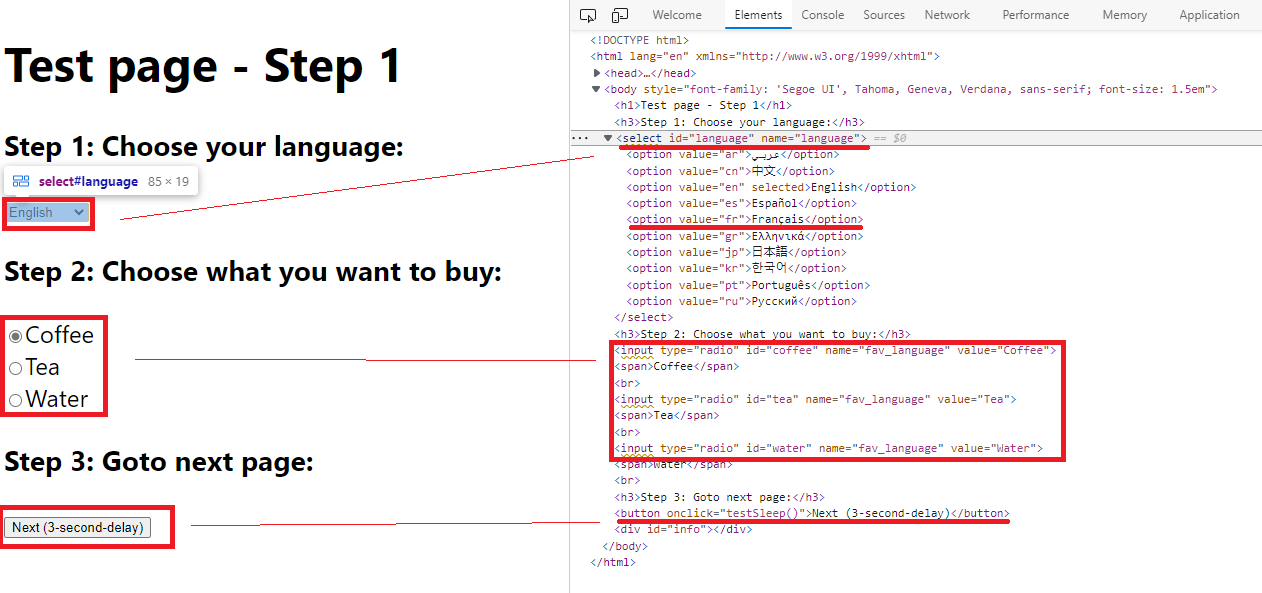 Test page - Step 1
Step 1: Choose your language:
select#language 85 × 19
English
Step 2: Choose what you want to buy:
Coffee
Tea
Water
Step 3: Goto next page:
Next (3-second-delay)
Welcome Elements Console Sources Network Performance Memory Application
<!DOCTYPE html>
<html lang="en" xmlns="http://www.w3.org/1999/xhtml">
<head>…</head>
<body style="font-family: 'Segoe UI', Tahoma, Geneva, Verdana, sans-serif; font-size: 1.5em">
<h1>Test page - Step 1</h1>
<h3>Step 1: Choose your language:</h3>
<select id="language" name="language"> == $0
<option value="ar">عربي</option>
<option value="cn">中文</option>
<option value="en" selected>English</option>
<option value="es">Español</option>
<option value="fr">Français</option>
<option value="gr">Ελληνικά</option>
<option value="jp">日本語</option>
<option value="kr">한국어</option>
<option value="pt">Português</option>
<option value="ru">Русский</option>
</select>
<h3>Step 2: Choose what you want to buy:</h3>
<input type="radio" id="coffee" name="fav_language" value="Coffee">
<span>Coffee</span>
<br>
<input type="radio" id="tea" name="fav_language" value="Tea">
<span>Tea</span>
<br>
<input type="radio" id="water" name="fav_language" value="Water">
<span>Water</span>
<br>
<h3>Step 3: Goto next page:</h3>
<button onclick="testSleep()">Next (3-second-delay)</button>
<div id="info"></div>
</body>
</html>